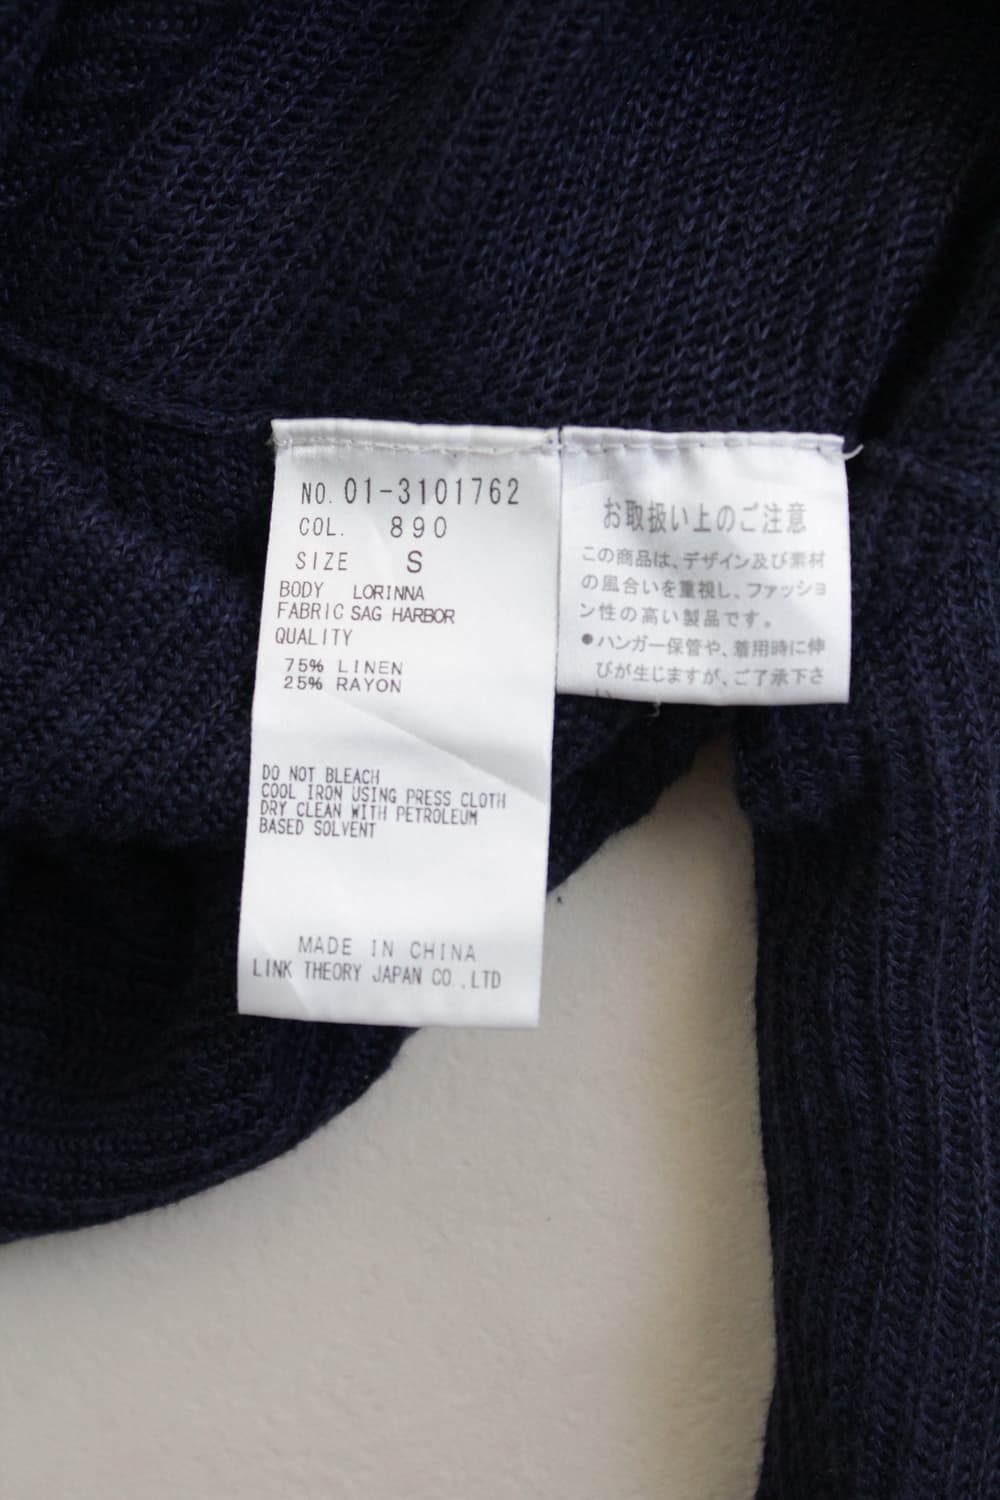 NO. 01-3101762
COL. 890
SIZE S
BODY LORINNA
FABRIC SAG HARBOR
QUALITY
75% LINEN
25% RAYON
DO NOT BLEACH
COOL IRON USING PRESS CLOTH
DRY CLEAN WITH PETROLEUM
BASED SOLVENT
MADE IN CHINA
LINK THEORY JAPAN CO.,LTD
お取扱い上のご注意
この商品は、デザイン及び素材
の風合いを重視し、ファッショ
ン性の高い製品です。
●ハンガー保管や、着用時に伸
びが生じますが、ご了承下さ